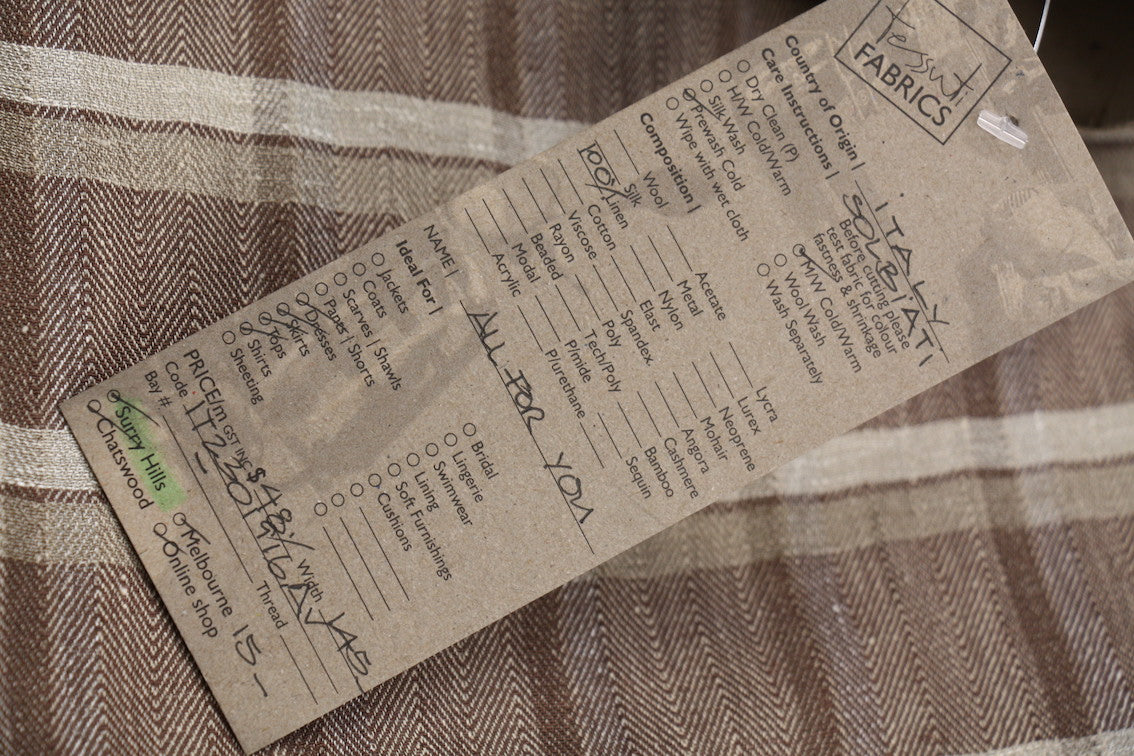 tessuti
FABRICS
Country of Origin | ITALY
SOLBIATI
Care Instructions |
Before cutting please
test fabric for colour
fastness & shrinkage
Dry Clean (P)
H/W Cold/Warm
Silk Wash
Prewash Cold
Wipe with wet cloth
M/W Cold/Warm
Wool Wash
Wash Separately
Composition |
Wool
Silk
100% Linen
Cotton
Viscose
Rayon
Beaded
Modal
Acrylic
Acetate
Metal
Nylon
Elast
Spandex
Poly
Tech/Poly
P/mide
P/urethane
Lycra
Lurex
Neoprene
Mohair
Angora
Cashmere
Bamboo
Sequin
NAME | ALL FOR YOU
Ideal For |
Jackets
Coats
Scarves | Shawls
Paper | Shorts
Dresses
Skirts
Tops
Shirts
Sheeting
Bridal
Lingerie
Swimwear
Lining
Soft Furnishings
Cushions
PRICE/m GST INC $48 Width 145
Code
Bay #
Thread
Surry Hills
Chatswood
Melbourne 15-
Online shop